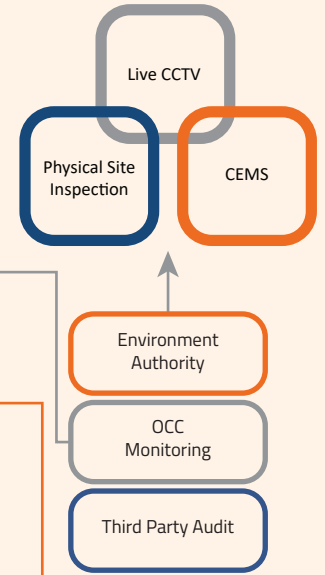 Live CCTV
Physical Site
Inspection
CEMS
Environment
Authority
OCC
Monitoring
Third Party Audit